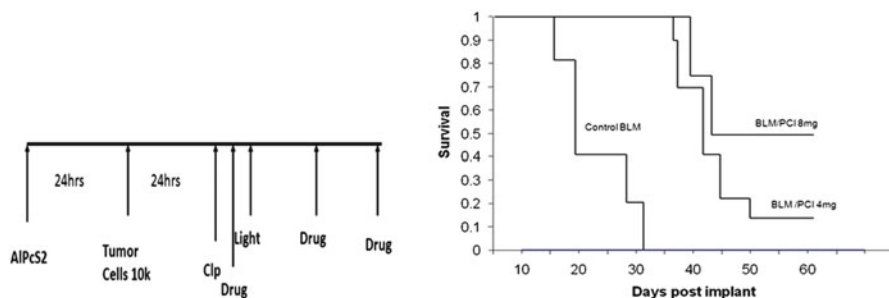 24hrs
24hrs
AlPcS2
Tumor
Cells 10k
Clp
Drug
Light
Drug
Drug
Survival
1
0.9
0.8
0.7
0.6
0.5
0.4
0.3
0.2
0.1
0
Control BLM
BLM/PCI 8mg
BLM /PCI 4mg
10 20 30 40 50 60
Days post implant